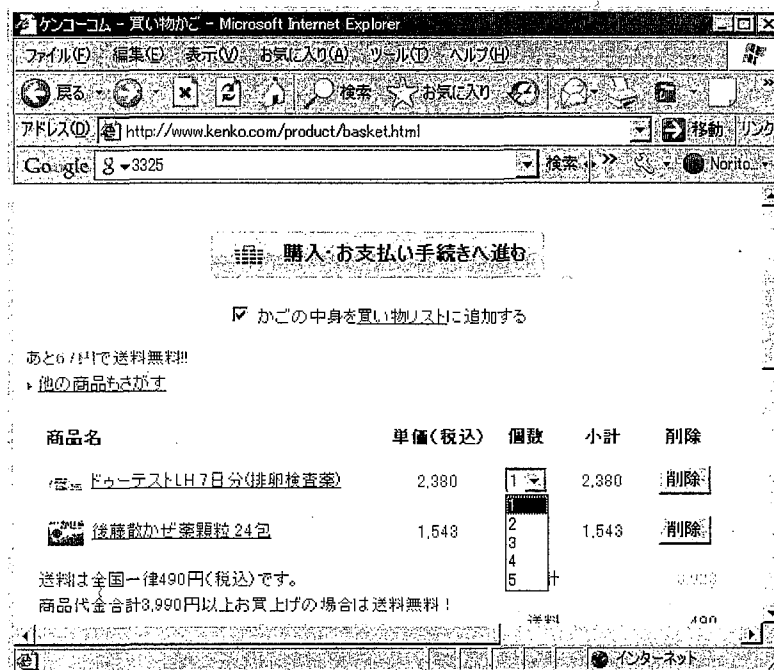 ケンコーコム - 買い物かご - Microsoft Internet Explorer
ファイル(F) 編集(E) 表示(V) お気に入り(A) ツール(T) ヘルプ(H)
戻る 検索 お気に入り »
アドレス(D) http://www.kenko.com/product/basket.html 移動 リンク
Google 3325 検索 » Norito
購入・お支払い手続きへ進む
かごの中身を買い物リストに追加する
あと67円で送料無料!!
他の商品もさがす
商品名 単価(税込) 個数 小計 削除
ドゥーテストLH 7日分(排卵検査薬) 2,380 1 2,380 削除
後藤散かぜ薬顆粒 24包 1,543 1,543 削除
1
2
3
4
5
送料は全国一律490円(税込)です。 計
商品代金合計3,990円以上お買上げの場合は送料無料!
送料 490
インターネット